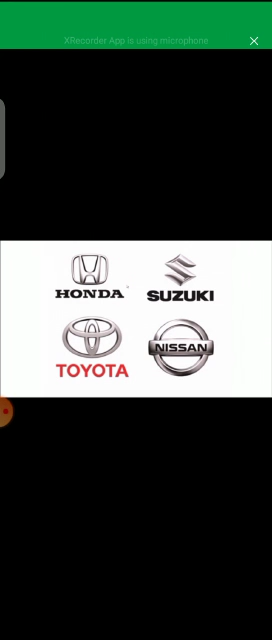 XRecorder App is using microphone
HONDA
SUZUKI
TOYOTA
NISSAN